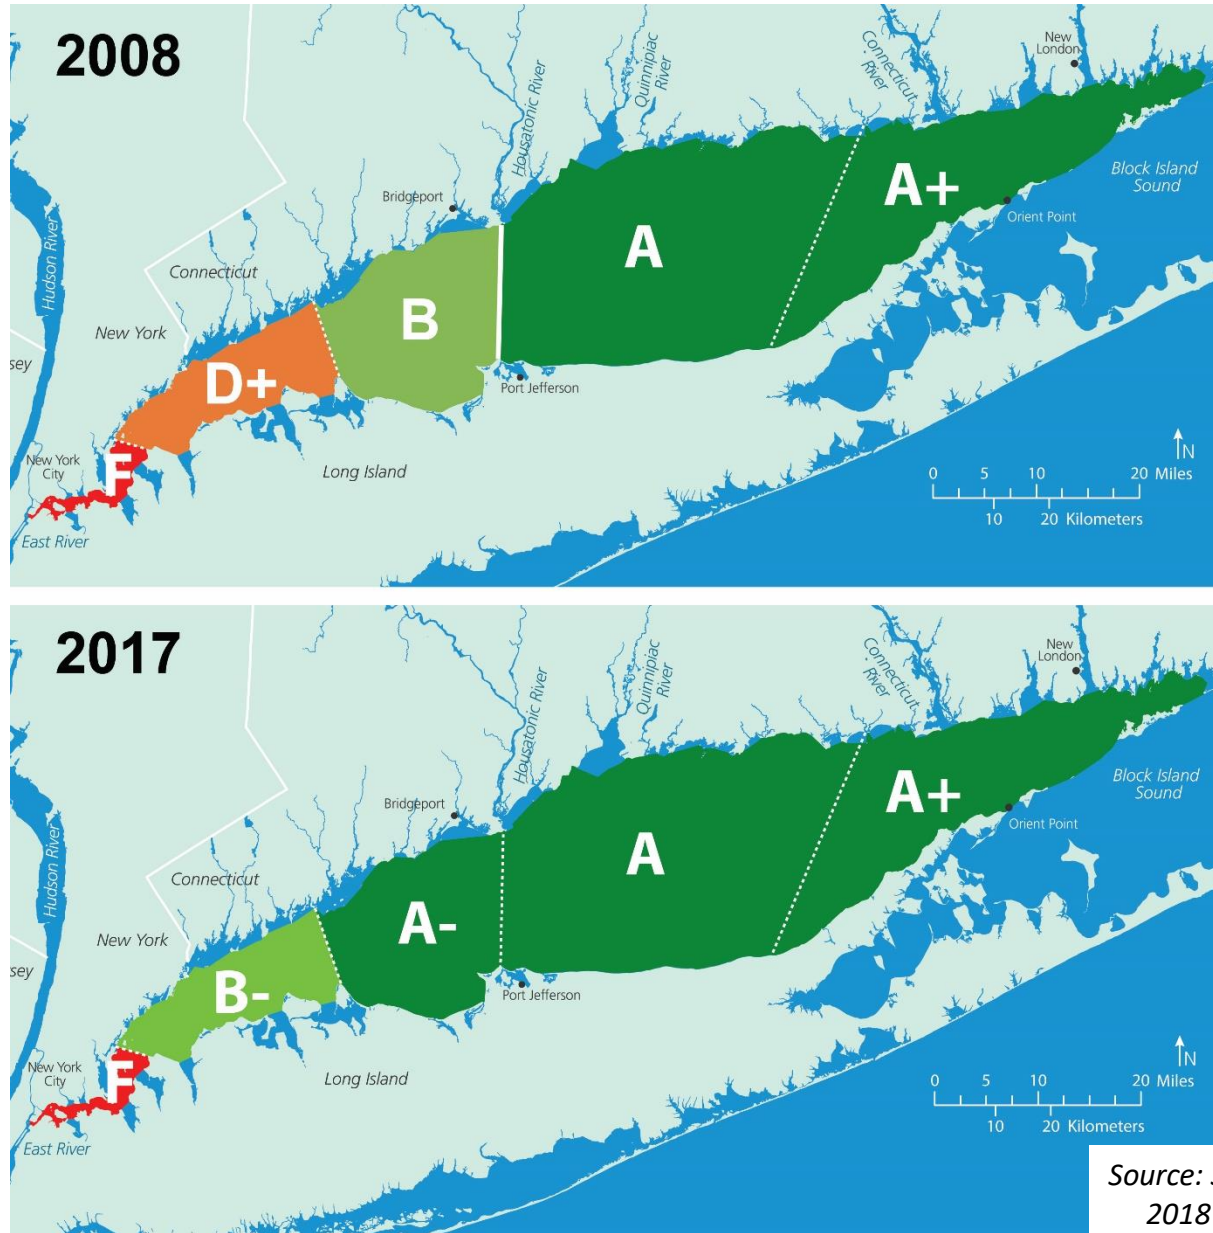 2008
New
London
Connecticut
River
Quinnipiac
River
Housatonic River
A+
Block Island
Sound
Bridgeport
Orient Point
A
Hudson River
Connecticut
B
New York
sey
D+
Port Jefferson
N
New York
City
F
Long Island
0 5 10 20 Miles
10 20 Kilometers
East River
2017
New
London
Connecticut
River
Quinnipiac
River
Housatonic River
A+
Block Island
Sound
Bridgeport
Orient Point
A
Hudson River
Connecticut
A-
New York
sey
B-
Port Jefferson
N
New York
City
F
Long Island
0 5 10 20 Miles
10 20 Kilometers
East River
Source:
2018